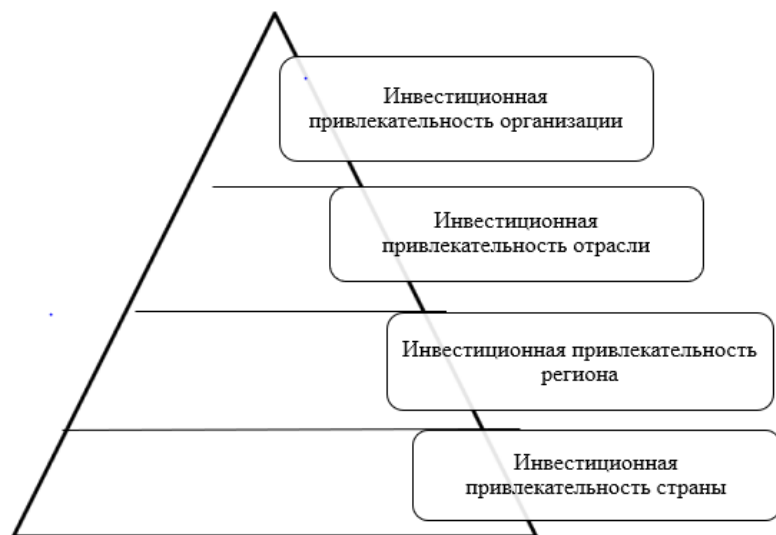 Инвестиционная
привлекательность организации
Инвестиционная
привлекательность отрасли
Инвестиционная привлекательность
региона
Инвестиционная
привлекательность страны